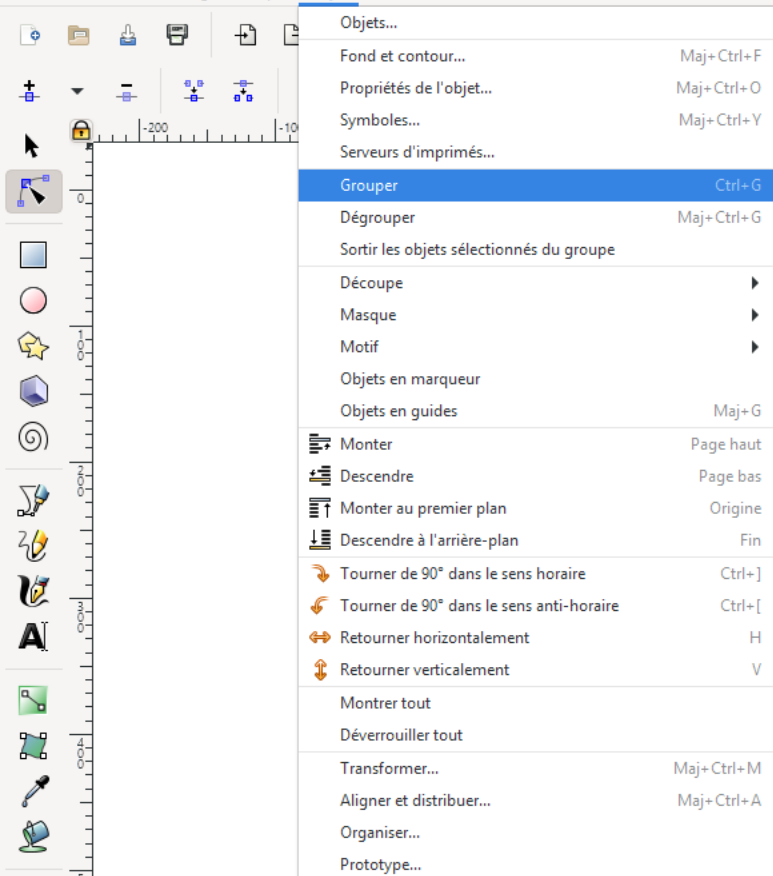 Objets...
Fond et contour... Maj+Ctrl+F
Propriétés de l'objet... Maj+Ctrl+O
Symboles... Maj+Ctrl+Y
Serveurs d'imprimés...
Grouper Ctrl+G
Dégrouper Maj+Ctrl+G
Sortir les objets sélectionnés du groupe
Découpe
Masque
Motif
Objets en marqueur
Objets en guides Maj+G
Monter Page haut
Descendre Page bas
Monter au premier plan Origine
Descendre à l'arrière-plan Fin
Tourner de 90° dans le sens horaire Ctrl+]
Tourner de 90° dans le sens anti-horaire Ctrl+[
Retourner horizontalement H
Retourner verticalement V
Montrer tout
Déverrouiller tout
Transformer... Maj+Ctrl+M
Aligner et distribuer... Maj+Ctrl+A
Organiser...
Prototype...
-200
0
100
200
300
400
A